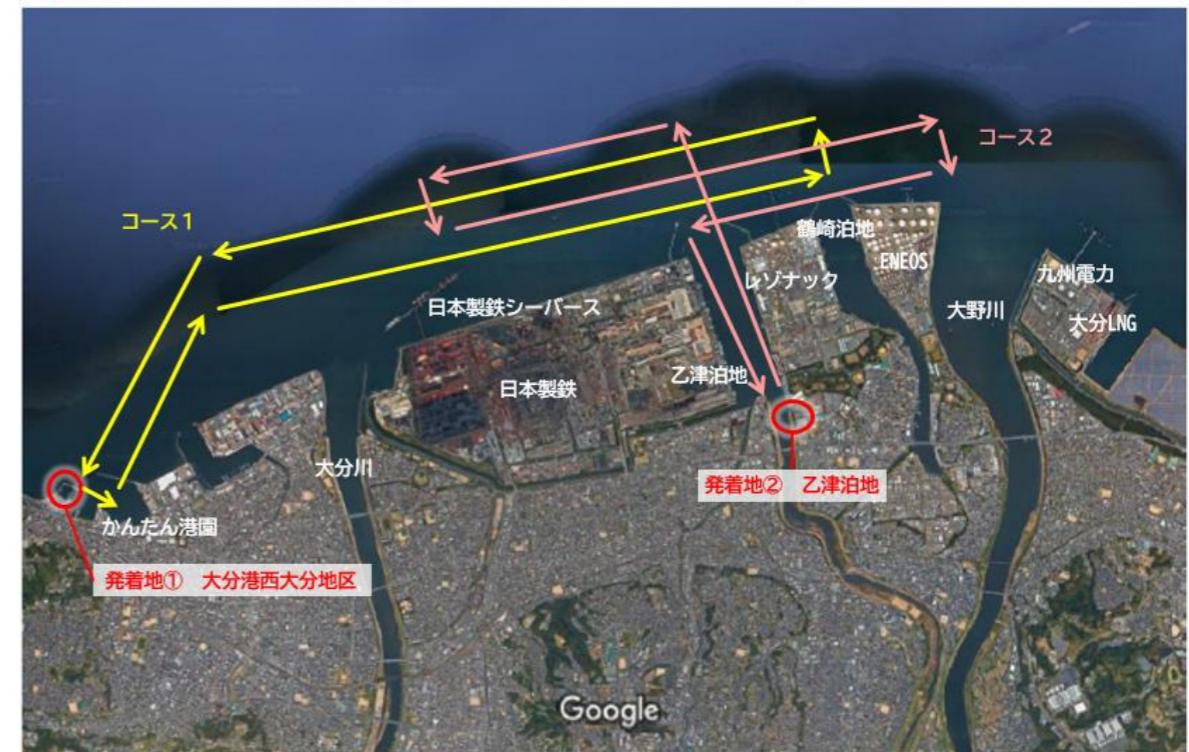 コース2
コース1
鶴崎泊地
ENEOS
レゾナック
九州電力
大野川
大分LNG
日本製鉄シーバース
乙津泊地
日本製鉄
大分川
発着地② 乙津泊地
かんたん港園
発着地① 大分港西大分地区
Google